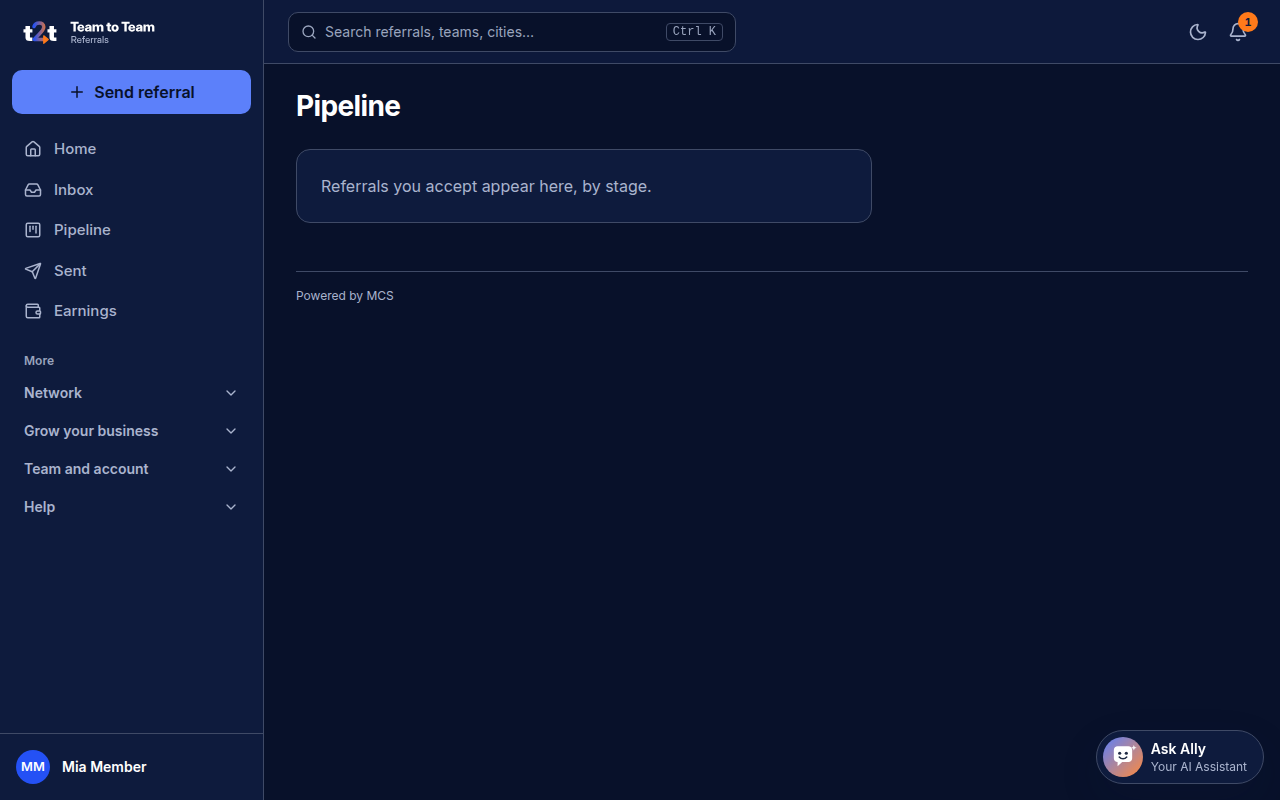 t2t Team to Team
Referrals
Search referrals, teams, cities...
Ctrl K
1
Send referral
Home
Inbox
Pipeline
Sent
Earnings
More
Network
Grow your business
Team and account
Help
MM Mia Member
Pipeline
Referrals you accept appear here, by stage.
Powered by MCS
Ask Ally
Your AI Assistant